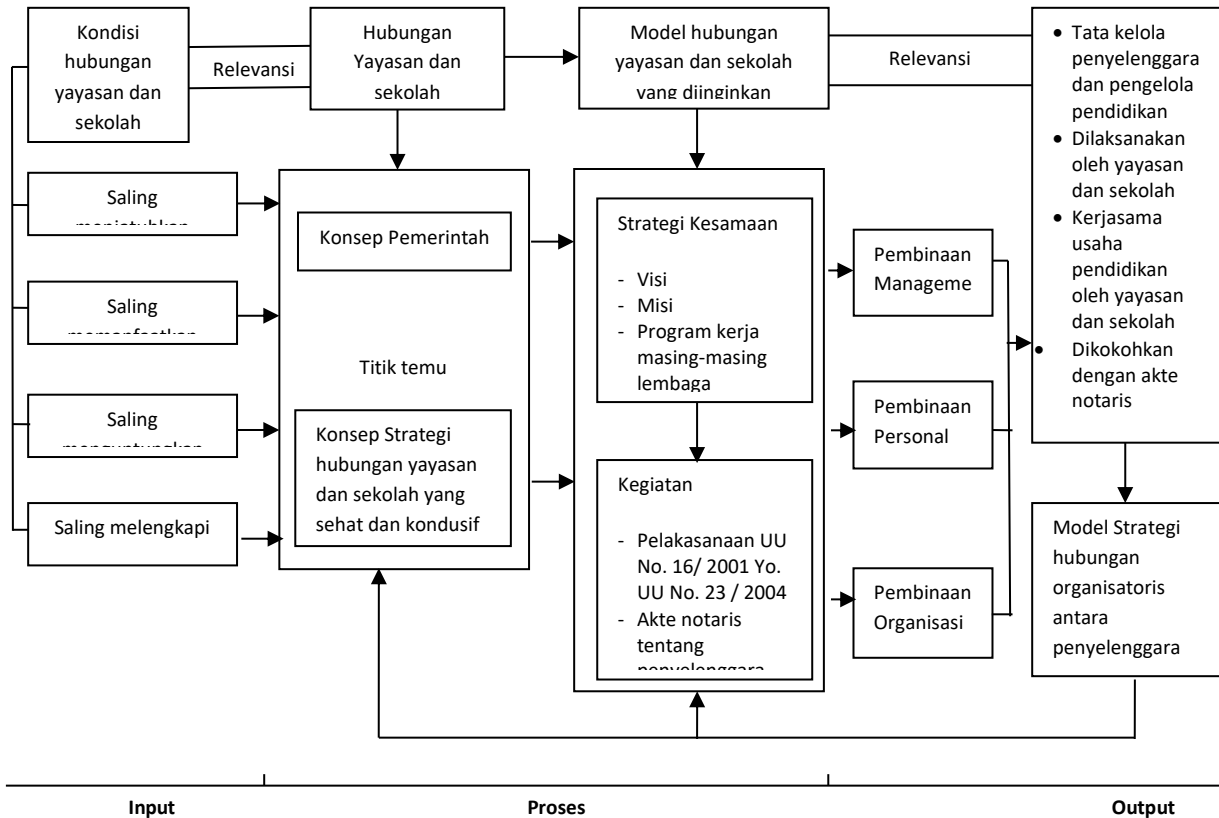 Kondisi
hubungan
yayasan dan
sekolah
Relevansi
Hubungan
Yayasan dan
sekolah
Model hubungan
yayasan dan sekolah
yang diinginkan
Relevansi
• Tata kelola
penyelenggara
dan pengelola
pendidikan
• Dilaksanakan
oleh yayasan
dan sekolah
• Kerjasama
usaha
pendidikan
oleh yayasan
dan sekolah
• Dikokohkan
dengan akte
notaris
Saling
Saling
Saling
Saling melengkapi
Konsep Pemerintah
Titik temu
Konsep Strategi
hubungan yayasan
dan sekolah yang
sehat dan kondusif
Strategi Kesamaan
- Visi
- Misi
- Program kerja
masing-masing
lembaga
Kegiatan
- Pelakasanaan UU
No. 16/ 2001 Yo.
UU No. 23 / 2004
- Akte notaris
tentang
penyelenggara
Pembinaan
Manageme
Pembinaan
Personal
Pembinaan
Organisasi
Model Strategi
hubungan
organisatoris
antara
penyelenggara
Input
Proses
Output